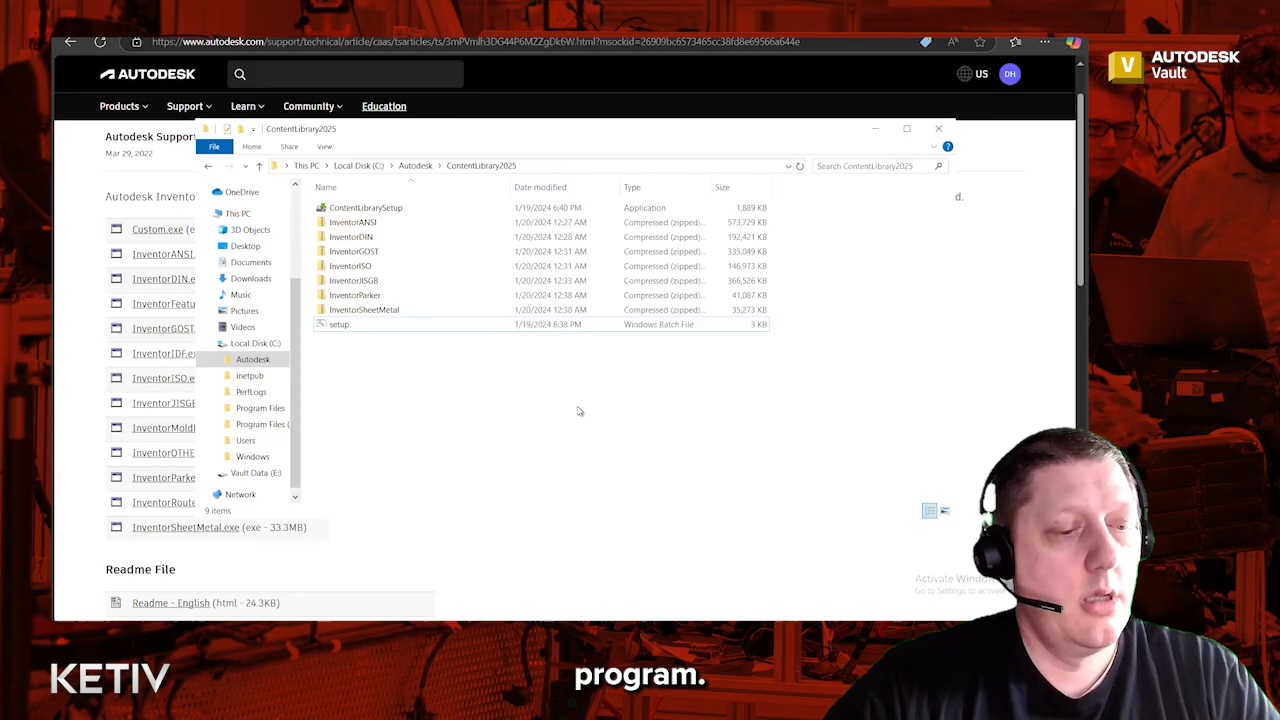 https://www.autodesk.com/support/technical/article/caas/tsarticles/ts/3mPVmlh3DG44P6MZZgDk6W.html?msockid=26909bc6573465cc38fd8e69566a644e
AUTODESK
Vault
AUTODESK
US
DH
Products
Support
Learn
Community
Education
Autodesk Support
Mar 29, 2022
Autodesk Invento
d.
Custom.exe (e
InventorANSI.
InventorDIN.e
InventorFeatu
InventorGOST.
InventorIDF.ex
InventorISO.e
InventorJISGB
InventorMoldB
InventorOTHE
InventorParke
InventorRoute
InventorSheetMetal.exe (exe - 33.3MB)
Readme File
Readme - English (html - 24.3KB)
ContentLibrary2025
File
Home
Share
View
This PC
Local Disk (C:)
Autodesk
ContentLibrary2025
Search ContentLibrary2025
OneDrive
This PC
3D Objects
Desktop
Documents
Downloads
Music
Pictures
Videos
Local Disk (C:)
Autodesk
inetpub
PerfLogs
Program Files
Program Files (
Users
Windows
Vault Data (E:)
Network
9 items
Name Date modified Type Size
ContentLibrarySetup 1/19/2024 6:40 PM Application 1,889 KB
InventorANSI 1/20/2024 12:27 AM Compressed (zipped)... 573,729 KB
InventorDIN 1/20/2024 12:28 AM Compressed (zipped)... 192,421 KB
InventorGOST 1/20/2024 12:31 AM Compressed (zipped)... 335,049 KB
InventorISO 1/20/2024 12:31 AM Compressed (zipped)... 146,973 KB
InventorJISGB 1/20/2024 12:33 AM Compressed (zipped)... 366,526 KB
InventorParker 1/20/2024 12:38 AM Compressed (zipped)... 41,087 KB
InventorSheetMetal 1/20/2024 12:38 AM Compressed (zipped)... 35,273 KB
setup 1/19/2024 6:38 PM Windows Batch File 3 KB
Activate Windo
Go to Settings to activate
KETIV
program.